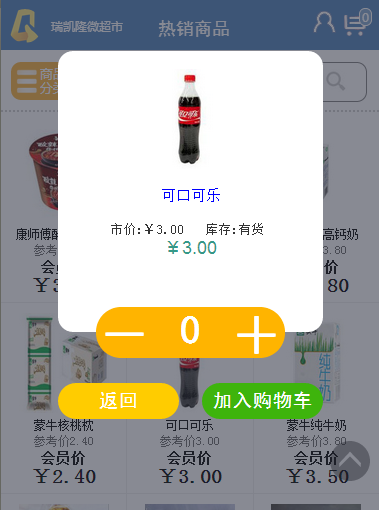 瑞凯隆微超市 热销商品 0
商品
分类
可口可乐
市价:￥3.00 库存:有货
￥3.00
0
返回 加入购物车
康师傅 高钙奶
参考 3.80
会员 价
￥3 80
蒙牛核桃枕 可口可乐 蒙牛纯牛奶
参考价2.40 参考价3.00 参考价3.80
会员价 会员价 会员价
￥2.40 ￥3.00 ￥3.50